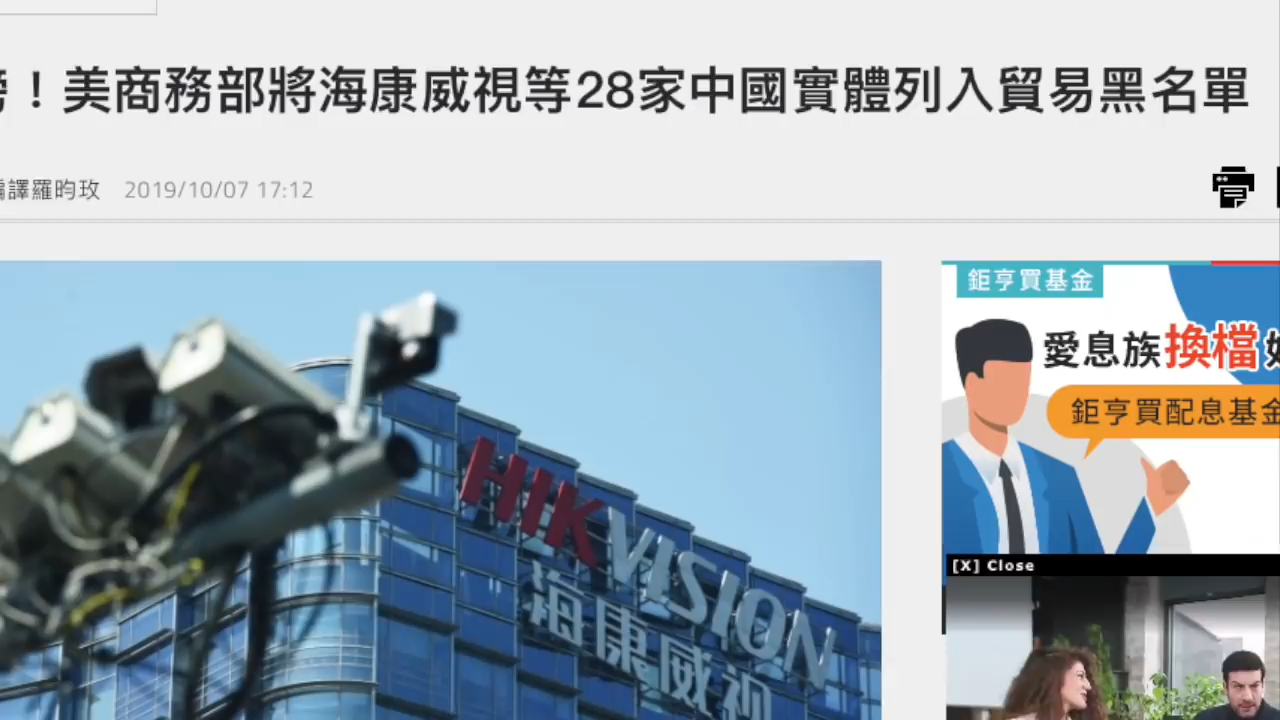 ！美商務部將海康威視等28家中國實體列入貿易黑名單
譯羅昀玫 2019/10/07 17:12
鉅亨買基金
愛息族換檔
鉅亨買配息基金
[X] Close
HIKVISION
海康威视